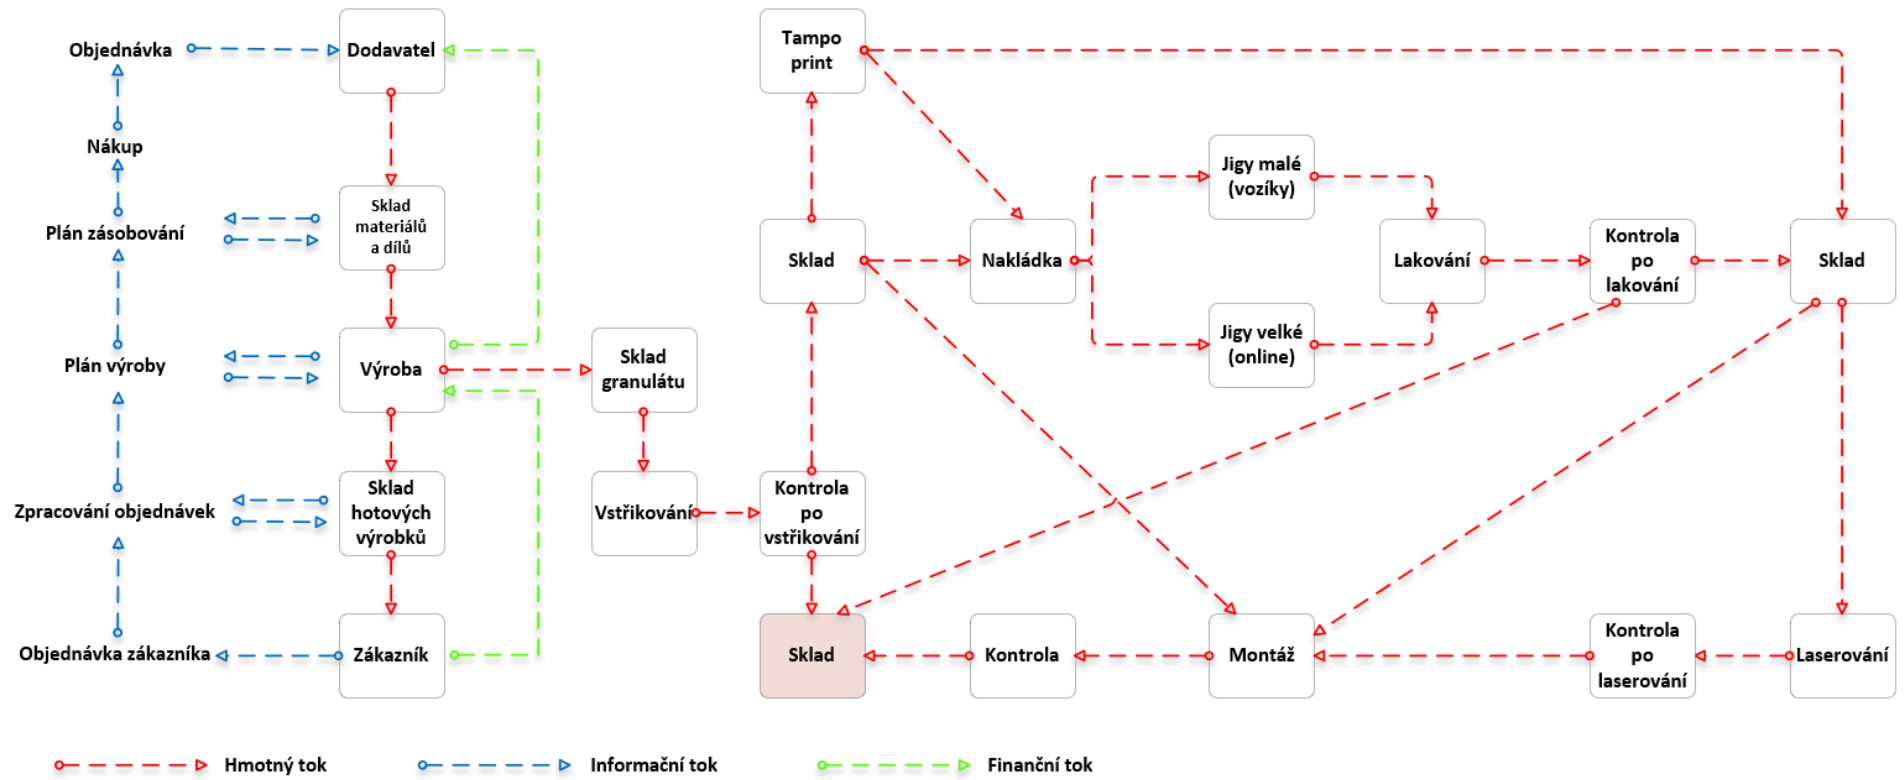 Objednávka
Dodavatel
Tampo
print
Nákup
Jigy malé
(vozíky)
Plán zásobování
Sklad
materiálů
a dílů
Sklad
Nakládka
Lakování
Kontrola
po
lakování
Sklad
Plán výroby
Výroba
Sklad
granulátu
Jigy velké
(online)
Zpracování objednávek
Sklad
hotových
výrobků
Vstřikování
Kontrola
po
vstřikování
Objednávka zákazníka
Zákazník
Sklad
Kontrola
Montáž
Kontrola
po
laserování
Laserování
Hmotný tok
Informační tok
Finanční tok